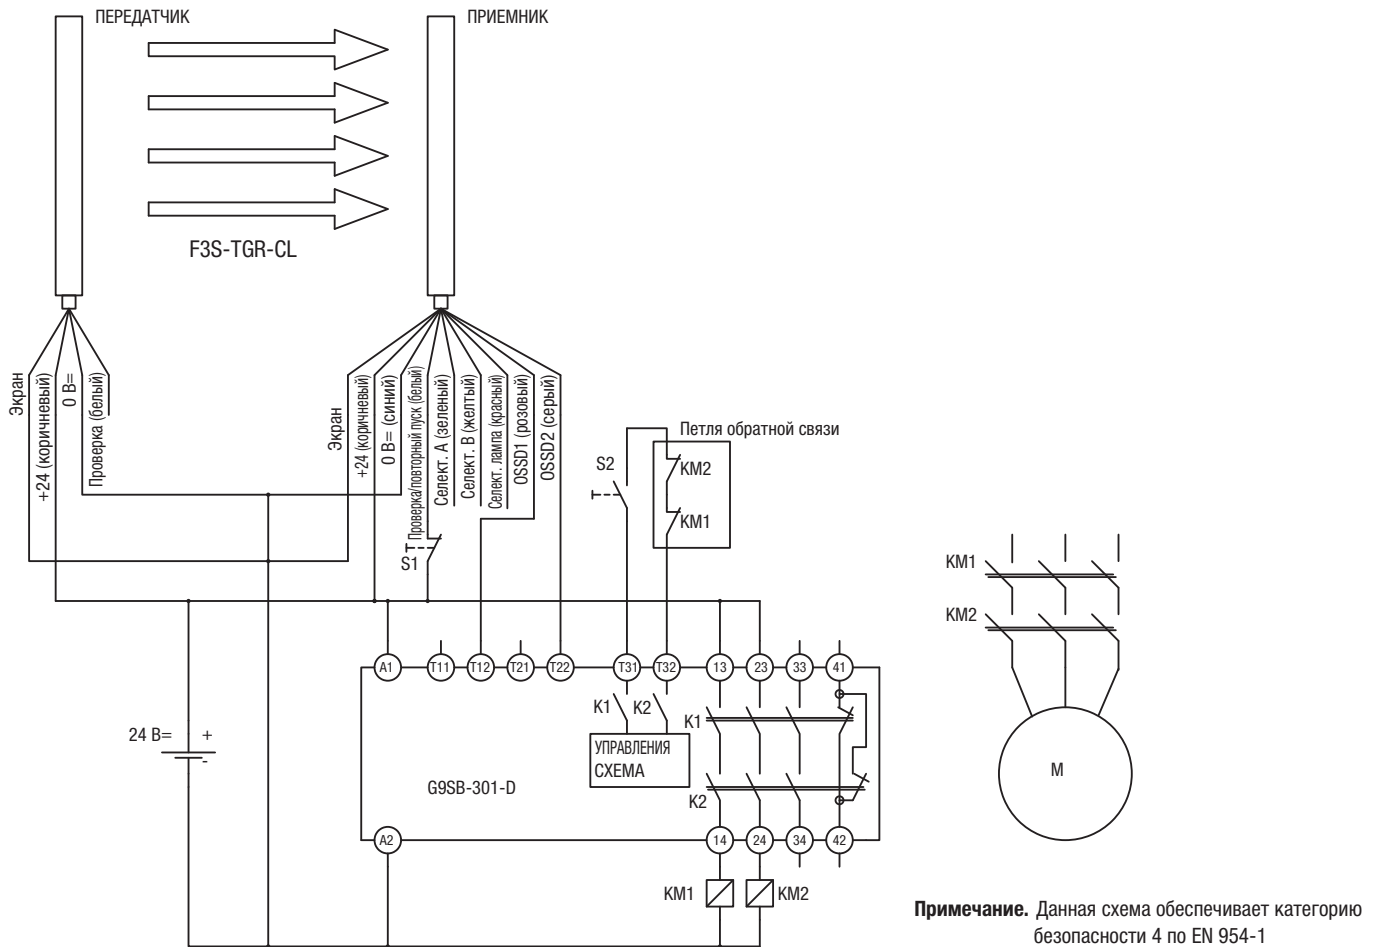 ПЕРЕДАТЧИК
ПРИЕМНИК
F3S-TGR-CL
Экран
+24 (коричневый)
0 В=
Проверка (белый)
Экран
+24 (коричневый)
0 В= (синий)
Проверка/повторный пуск (белый)
Селект. A (зеленый)
Селект. B (желтый)
Селект. лампа (красный)
OSSD1 (розовый)
OSSD2 (серый)
Петля обратной связи
S2
KM2
KM1
S1
KM1
KM2
M
A1
T11
T12
T21
T22
T31
T32
13
23
33
41
K1
K2
K1
УПРАВЛЕНИЯ
СХЕМА
24 В=
+
-
G9SB-301-D
K2
A2
14
24
34
42
KM1
KM2
Примечание. Данная схема обеспечивает категорию
безопасности 4 по EN 954-1